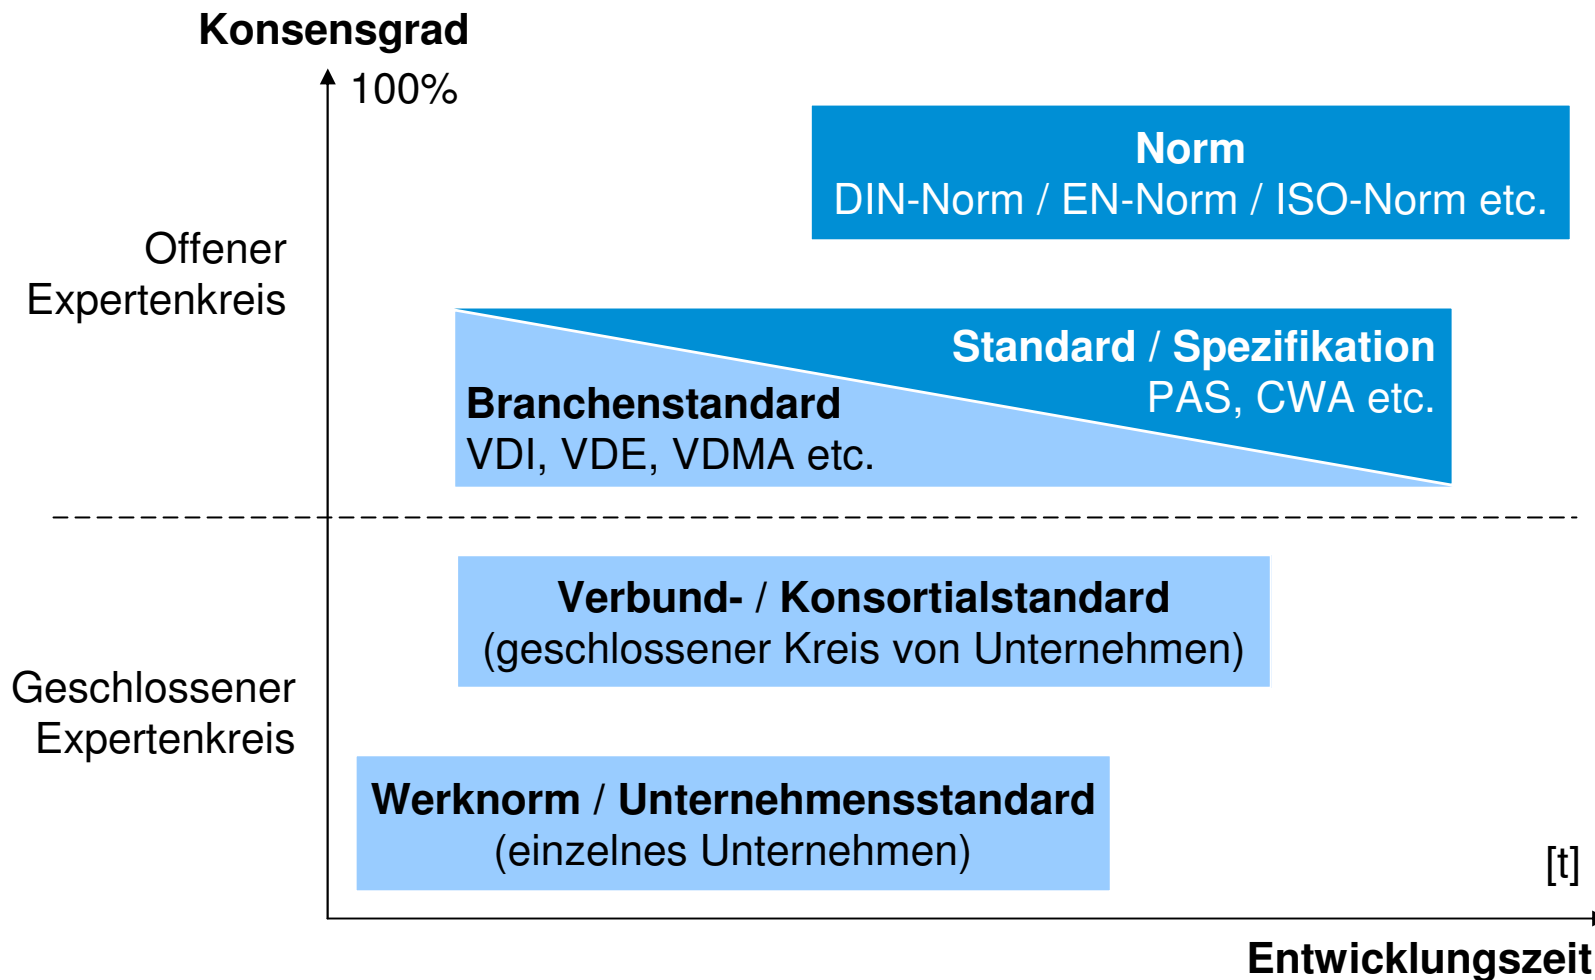 Konsensgrad
100%
Norm
DIN-Norm / EN-Norm / ISO-Norm etc.
Offener
Expertenkreis
Standard / Spezifikation
PAS, CWA etc.
Branchenstandard
VDI, VDE, VDMA etc.
Verbund- / Konsortialstandard
(geschlossener Kreis von Unternehmen)
Geschlossener
Expertenkreis
Werknorm / Unternehmensstandard
(einzelnes Unternehmen)
[t]
Entwicklungszeit